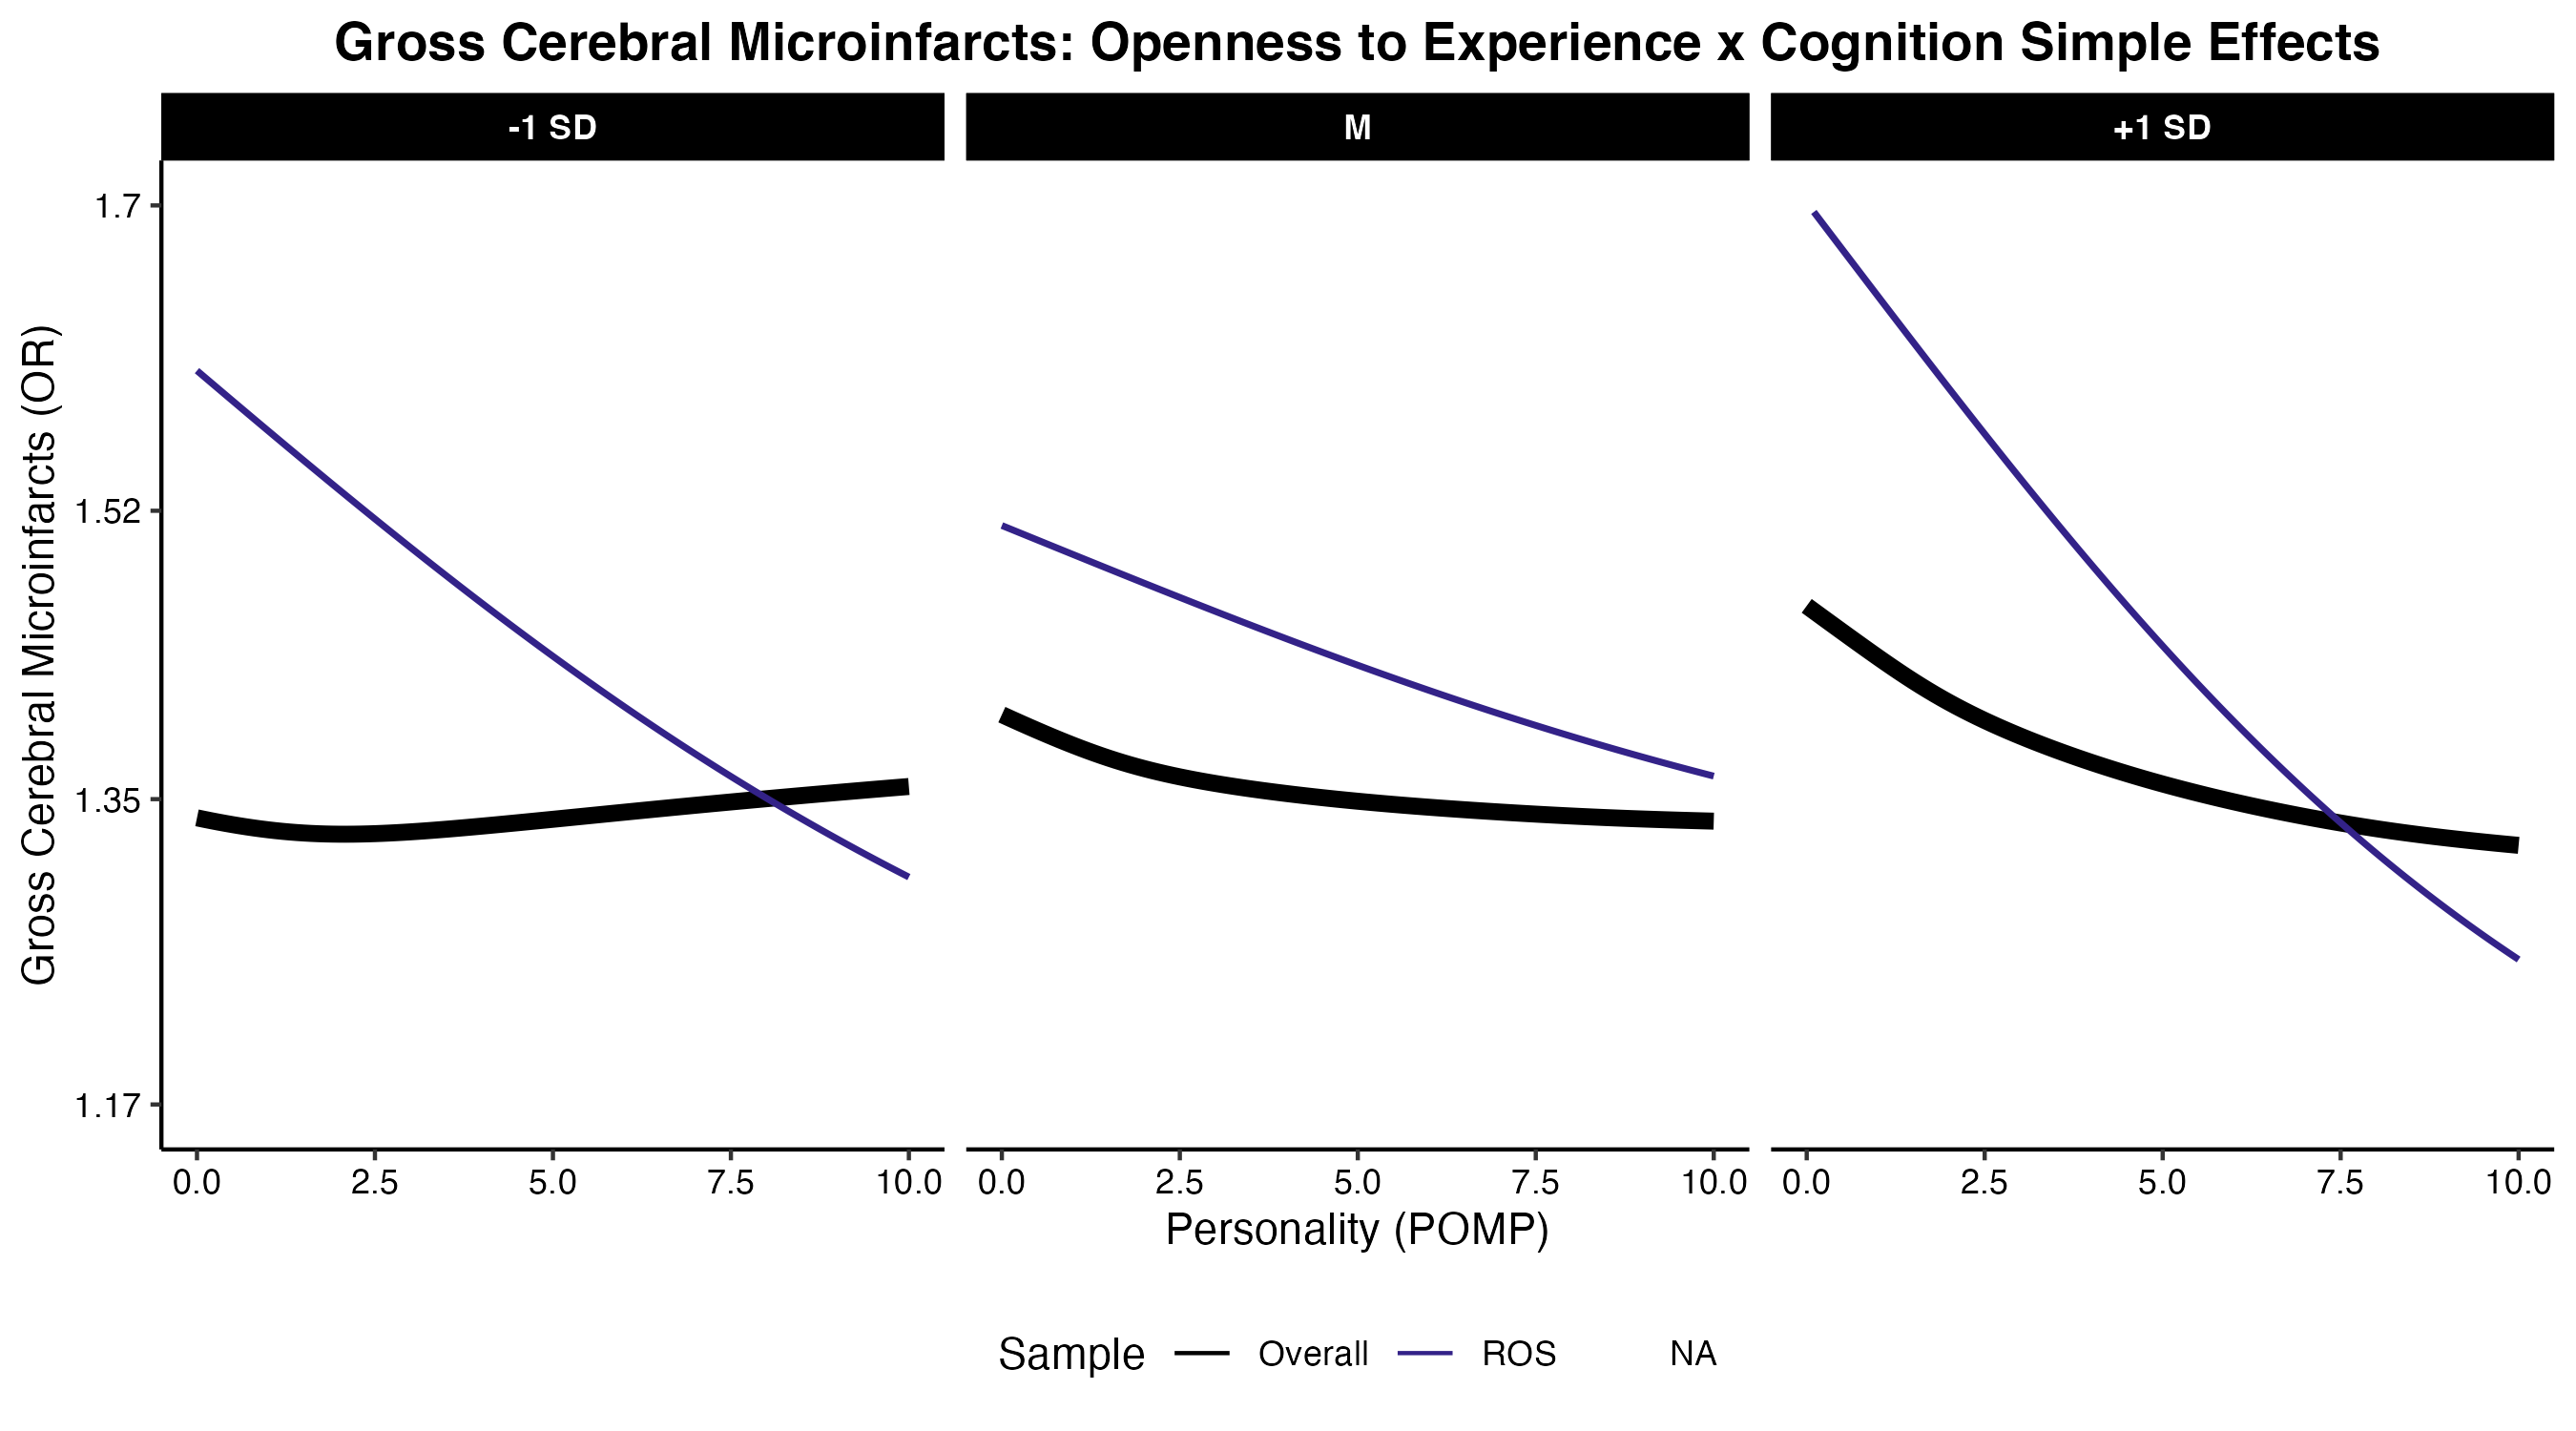 Gross Cerebral Microinfarcts: Openness to Experience x Cognition Simple Effects
-1 SD M +1 SD
Gross Cerebral Microinfarcts (OR)
1.7
1.52
1.35
1.17
0.0 2.5 5.0 7.5 10.0 0.0 2.5 5.0 7.5 10.0 0.0 2.5 5.0 7.5 10.0
Personality (POMP)
Sample Overall ROS NA